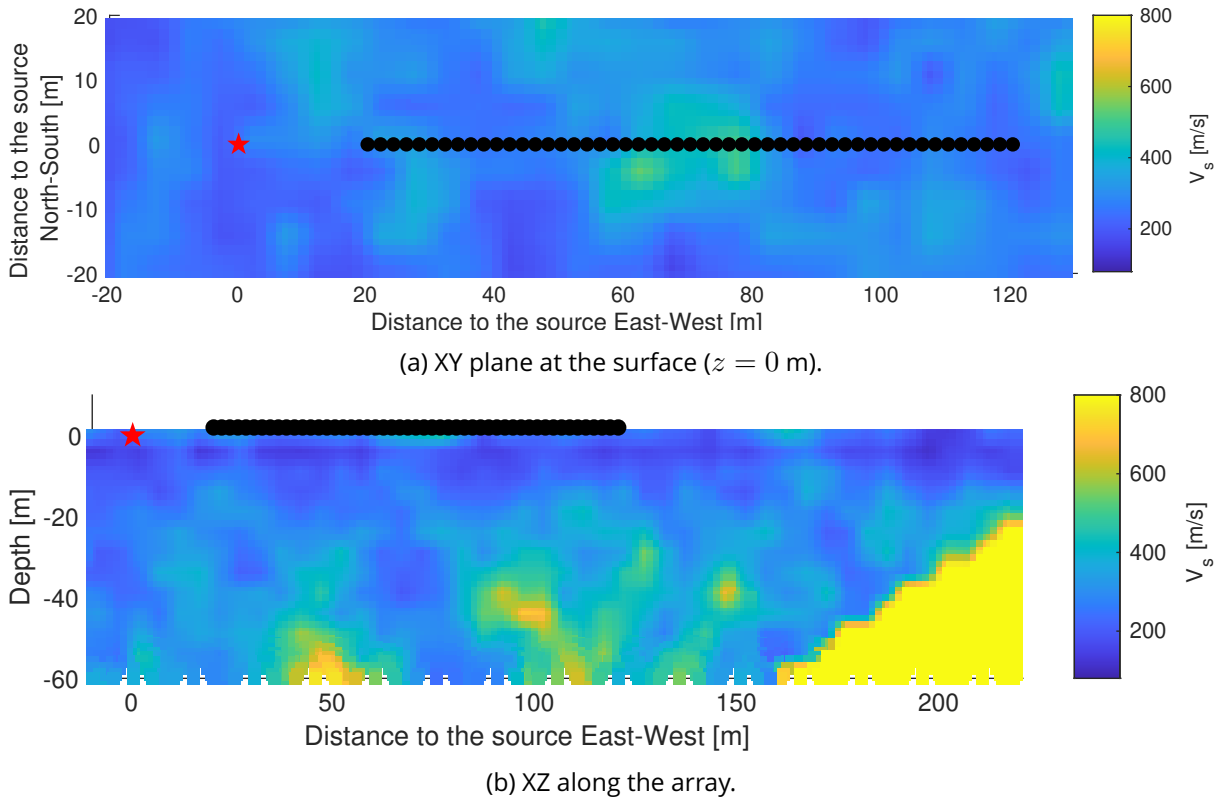 20
10
0
-10
-20
Distance to the source
North-South [m]
-20 0 20 40 60 80 100 120
Distance to the source East-West [m]
800
600
400
200
V_s [m/s]
(a) XY plane at the surface (z = 0 m).
0
-20
-40
-60
Depth [m]
0 50 100 150 200
Distance to the source East-West [m]
800
600
400
200
V_s [m/s]
(b) XZ along the array.